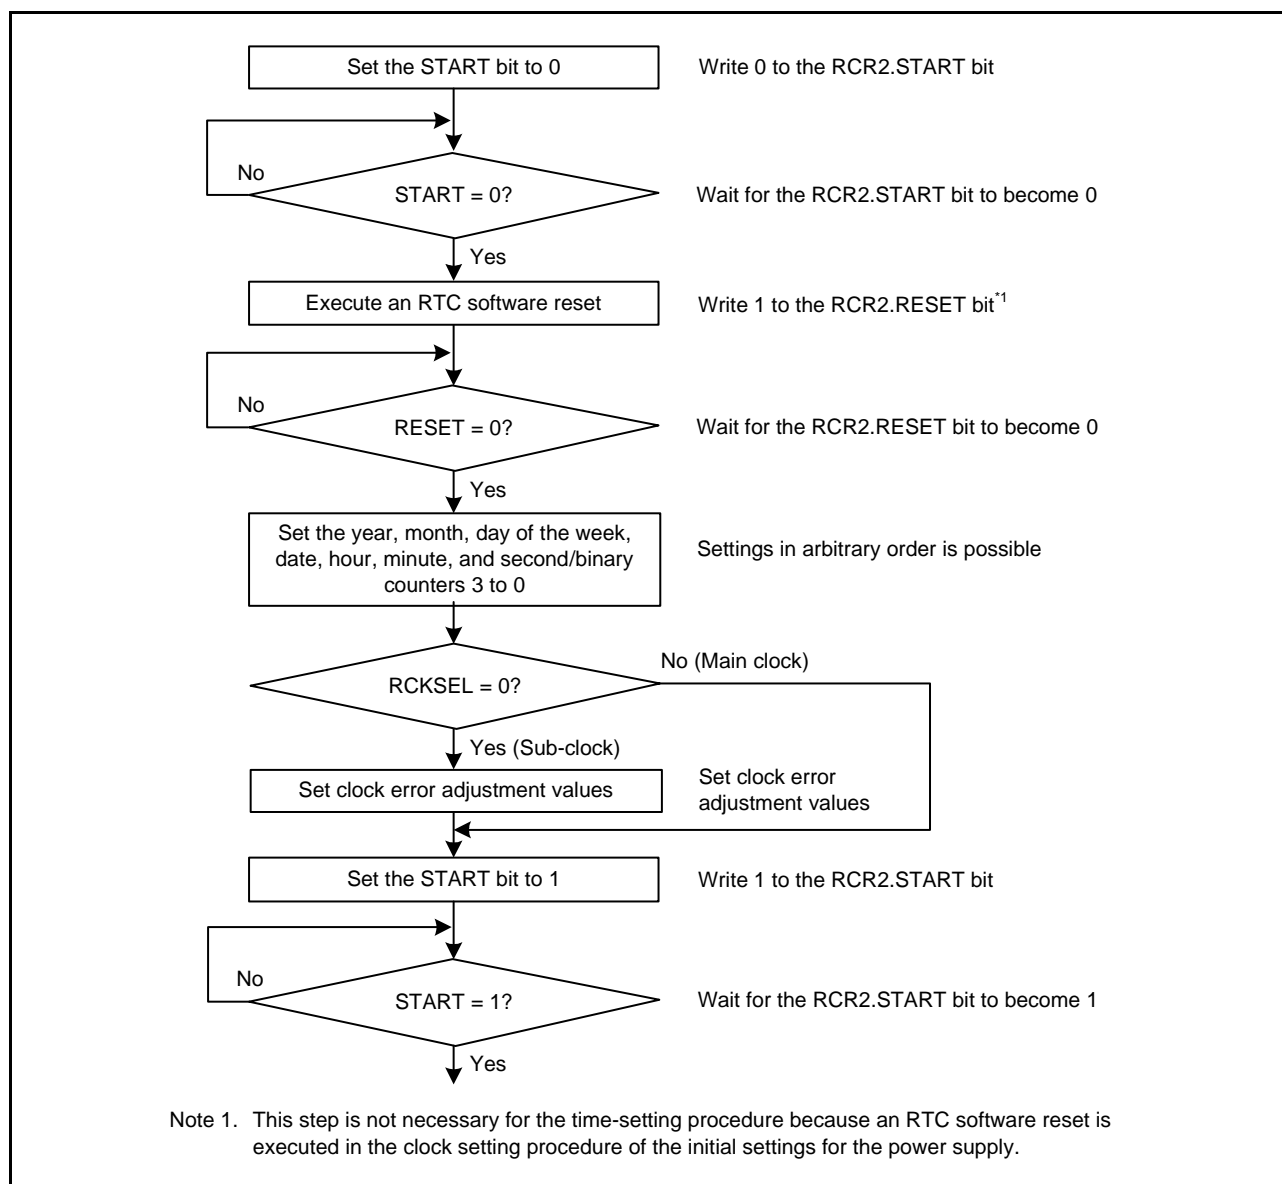 Set the START bit to 0
Write 0 to the RCR2.START bit
No
START = 0?
Wait for the RCR2.START bit to become 0
Yes
Execute an RTC software reset
Write 1 to the RCR2.RESET bit*1
No
RESET = 0?
Wait for the RCR2.RESET bit to become 0
Yes
Set the year, month, day of the week,
date, hour, minute, and second/binary
counters 3 to 0
Settings in arbitrary order is possible
No (Main clock)
RCKSEL = 0?
Yes (Sub-clock)
Set clock error adjustment values
Set clock error
adjustment values
Set the START bit to 1
Write 1 to the RCR2.START bit
No
START = 1?
Wait for the RCR2.START bit to become 1
Yes
Note 1. This step is not necessary for the time-setting procedure because an RTC software reset is
executed in the clock setting procedure of the initial settings for the power supply.